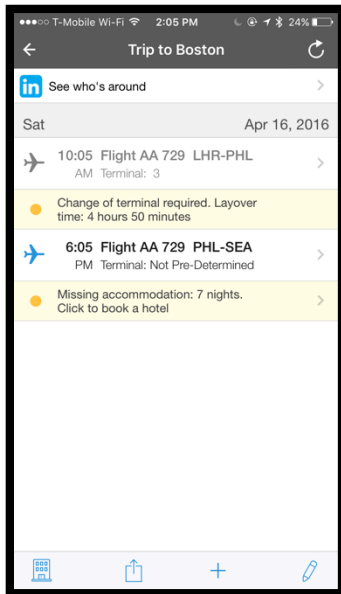 T-Mobile Wi-Fi 2:05 PM 24%
Trip to Boston
in See who's around
Sat Apr 16, 2016
10:05 Flight AA 729 LHR-PHL
AM Terminal: 3
Change of terminal required. Layover
time: 4 hours 50 minutes
6:05 Flight AA 729 PHL-SEA
PM Terminal: Not Pre-Determined
Missing accommodation: 7 nights.
Click to book a hotel